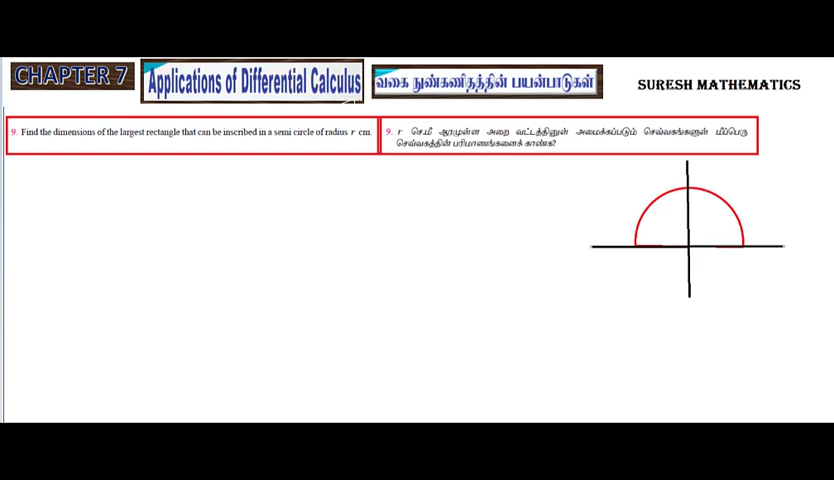 CHAPTER 7
Applications of Differential Calculus
வகை நுண்கணிதத்தின் பயன்பாடுகள்
SURESH MATHEMATICS
9. Find the dimensions of the largest rectangle that can be inscribed in a semi circle of radius r cm.
9. r செ.மீ ஆரமுள்ள அரை வட்டத்தினுள் அமைக்கப்படும் செவ்வகங்களுள் மீப்பெரு
செவ்வகத்தின் பரிமாணங்களைக் காண்க?